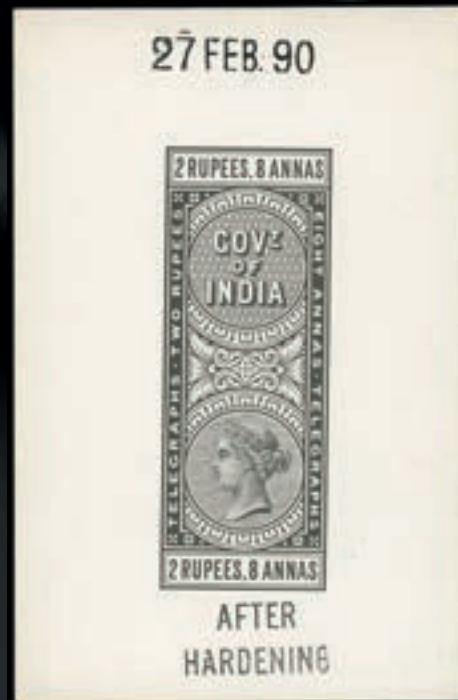 27 FEB. 90
2 RUPEES. 8 ANNAS
TELEGRAPHS · TWO RUPEES
GOVT
OF
INDIA
EIGHT ANNAS · TELEGRAPHS
2 RUPEES. 8 ANNAS
AFTER
HARDENING